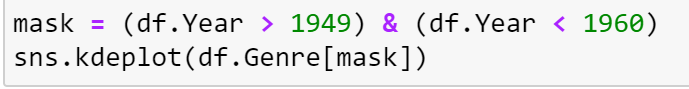 mask = (df.Year > 1949) & (df.Year < 1960)
sns.kdeplot(df.Genre[mask])